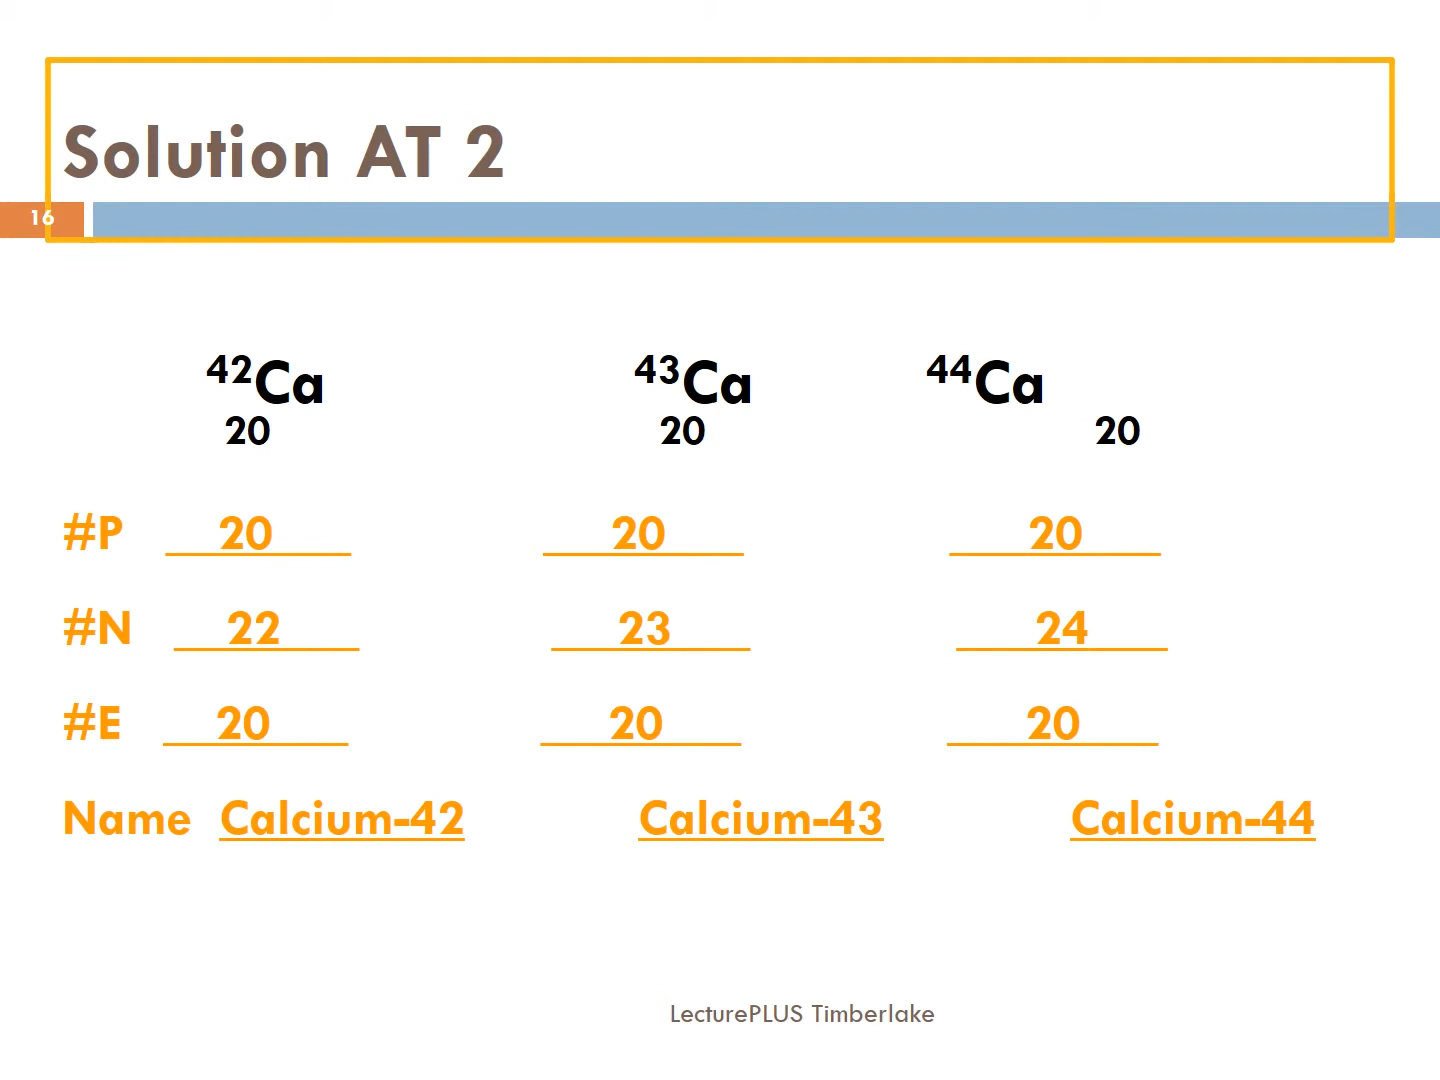 Solution AT 2
16
42Ca 43Ca 44Ca
20 20 20
#P 20 20 20
#N 22 23 24
#E 20 20 20
Name Calcium-42 Calcium-43 Calcium-44
LecturePLUS Timberlake